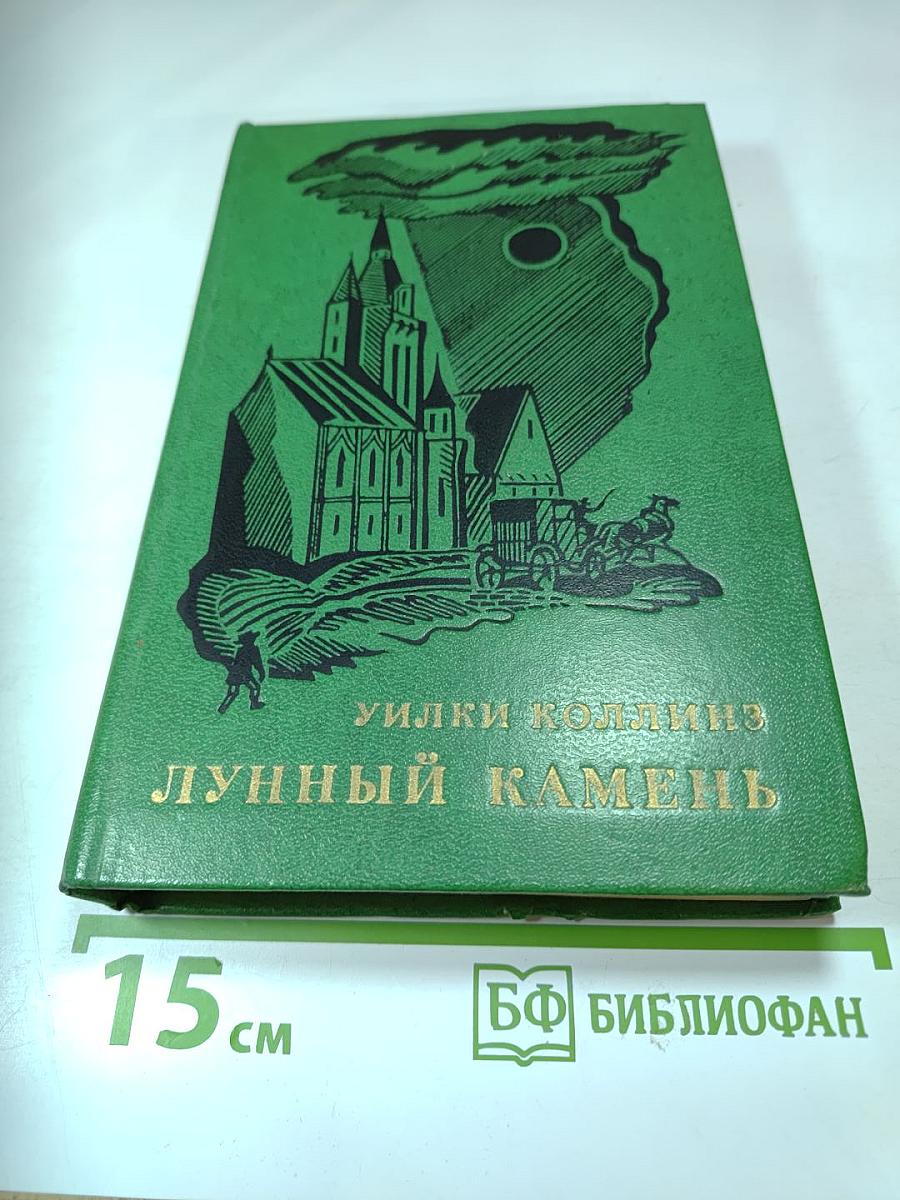 УИЛКИ КОЛЛИНЗ
ЛУННЫЙ КАМЕНЬ
15 см
БФ БИБЛИОФАН